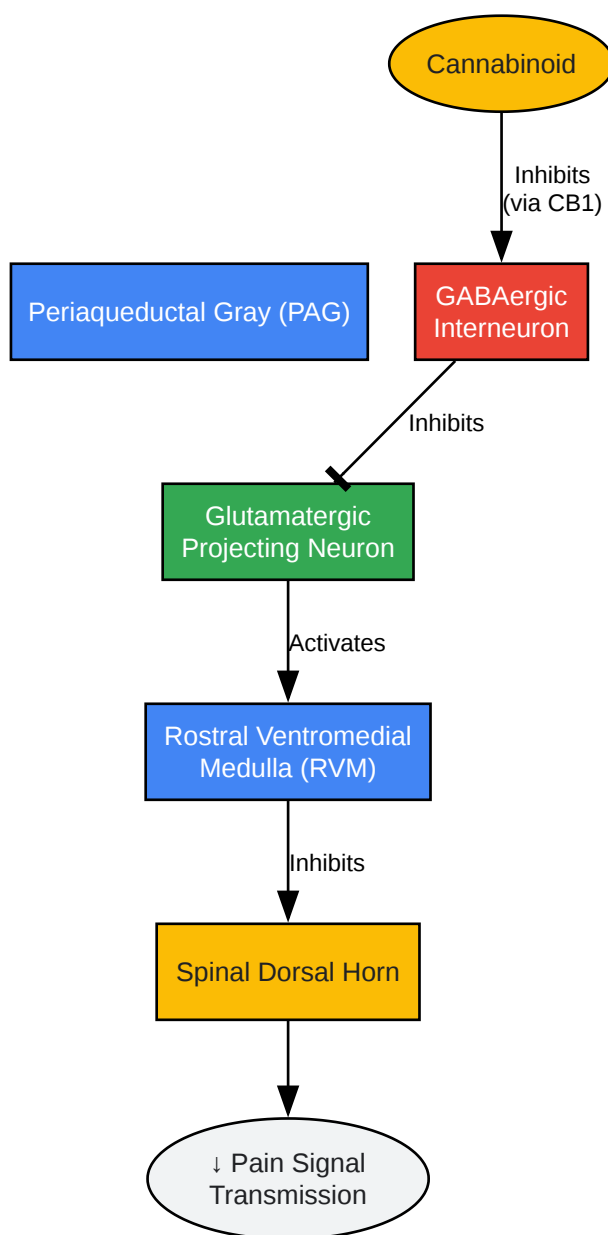 Cannabinoid
Inhibits
(via CB1)
Periaqueductal Gray (PAG)
GABAergic
Interneuron
Inhibits
Glutamatergic
Projecting Neuron
Activates
Rostral Ventromedial
Medulla (RVM)
Inhibits
Spinal Dorsal Horn
↓ Pain Signal
Transmission